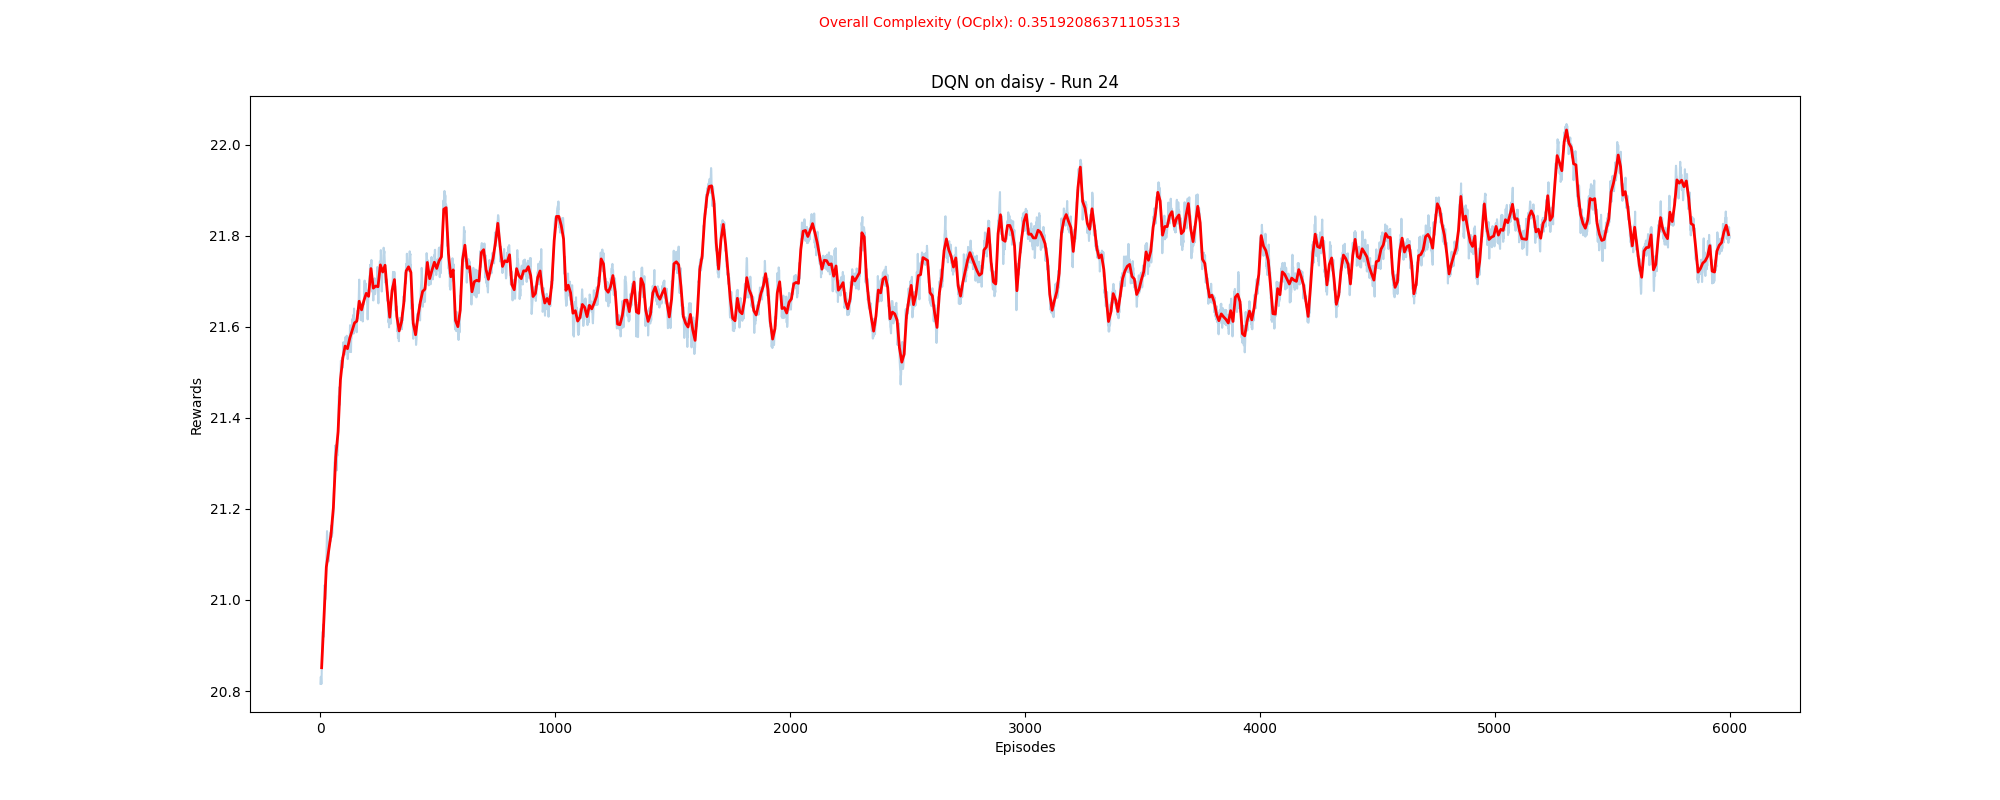 Overall Complexity (OCplx): 0.35192086371105313
DQN on daisy - Run 24
22.0
21.8
21.6
21.4
21.2
21.0
20.8
Rewards
0 1000 2000 3000 4000 5000 6000
Episodes